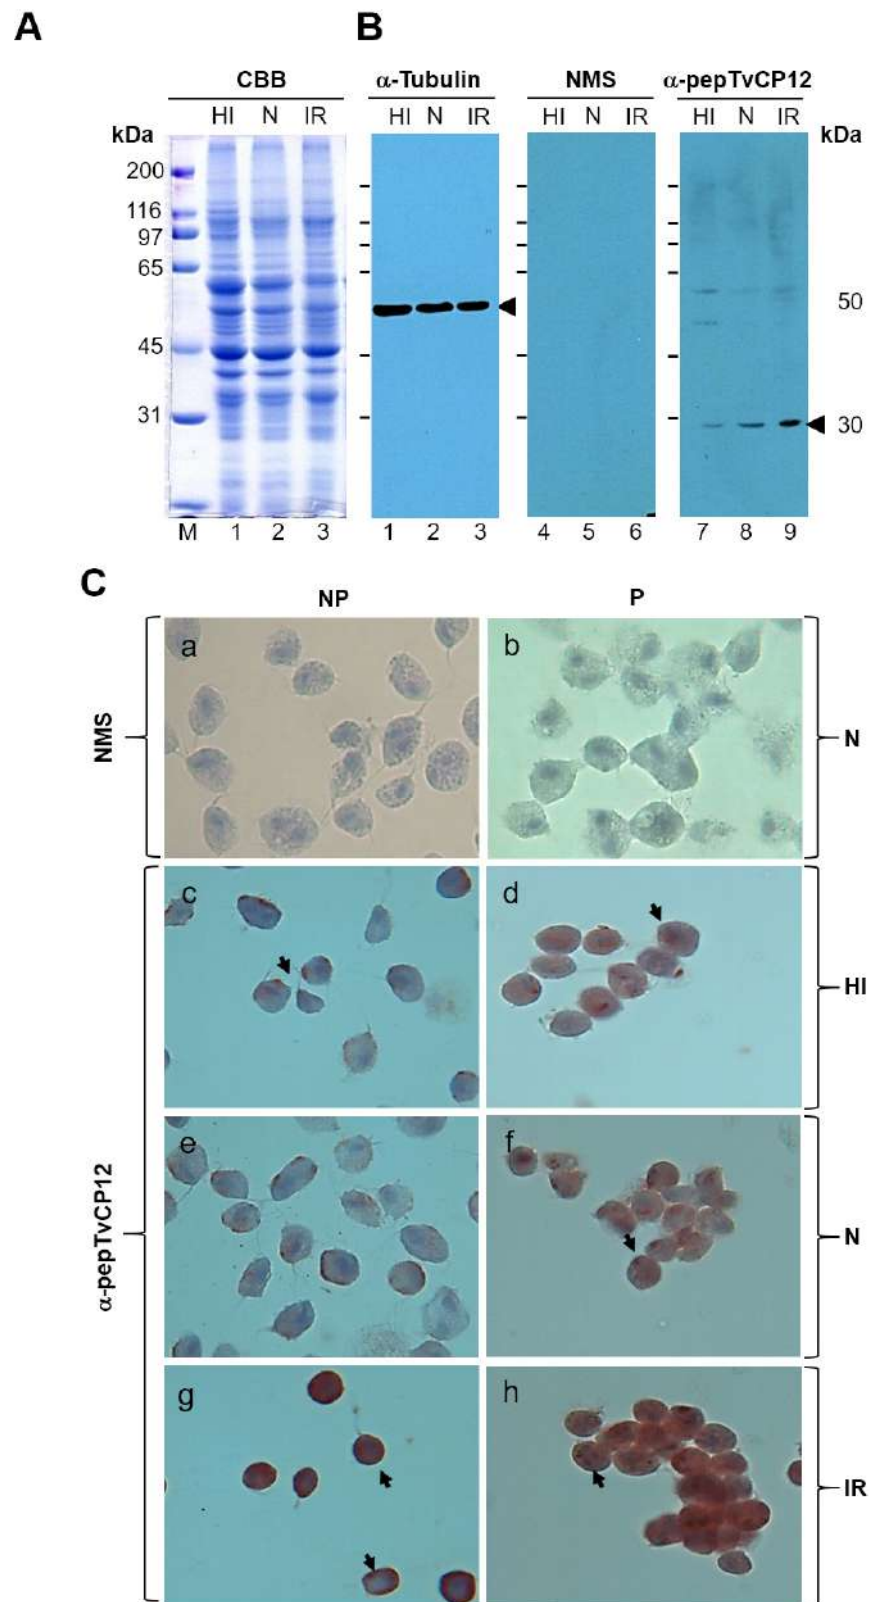 A B
CBB α-Tubulin NMS α-pepTvCP12
HI N IR HI N IR HI N IR HI N IR
kDa kDa
200
116
97
65
50
45
31
30
M 1 2 3 1 2 3 4 5 6 7 8 9
C
NP P
a b
NMS N
c d
HI
e f
α-pepTvCP12 N
g h
IR